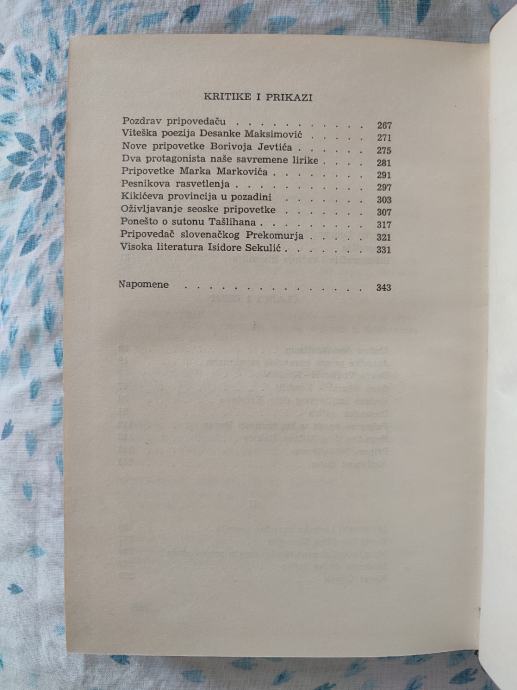 KRITIKE I PRIKAZI
Pozdrav pripovedaču . . . . . . . . . . . 267
Viteška poezija Desanke Maksimović . . . . . 271
Nove pripovetke Borivoja Jevtića . . . . . . 275
Dva protagonista naše savremene lirike . . . . 281
Pripovetke Marka Markovića . . . . . . . . 291
Pesnikova rasvetlenja . . . . . . . . . . . 297
Kikićeva provincija u pozadini . . . . . . . 303
Oživljavanje seoske pripovetke . . . . . . . 307
Ponešto o sutonu Tašlihana . . . . . . . . . 317
Pripovedač slovenačkog Prekomurja . . . . . 321
Visoka literatura Isidore Sekulić . . . . . . . 331
Napomene . . . . . . . . . . . . . . 343